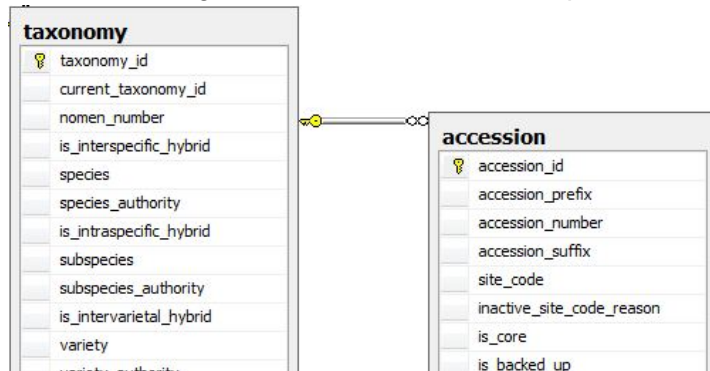 taxonomy
taxonomy_id
current_taxonomy_id
nomen_number
is_interspecific_hybrid
species
species_authority
is_intraspecific_hybrid
subspecies
subspecies_authority
is_intervarietal_hybrid
variety
variety_authority
accession
accession_id
accession_prefix
accession_number
accession_suffix
site_code
inactive_site_code_reason
is_core
is_backed_up